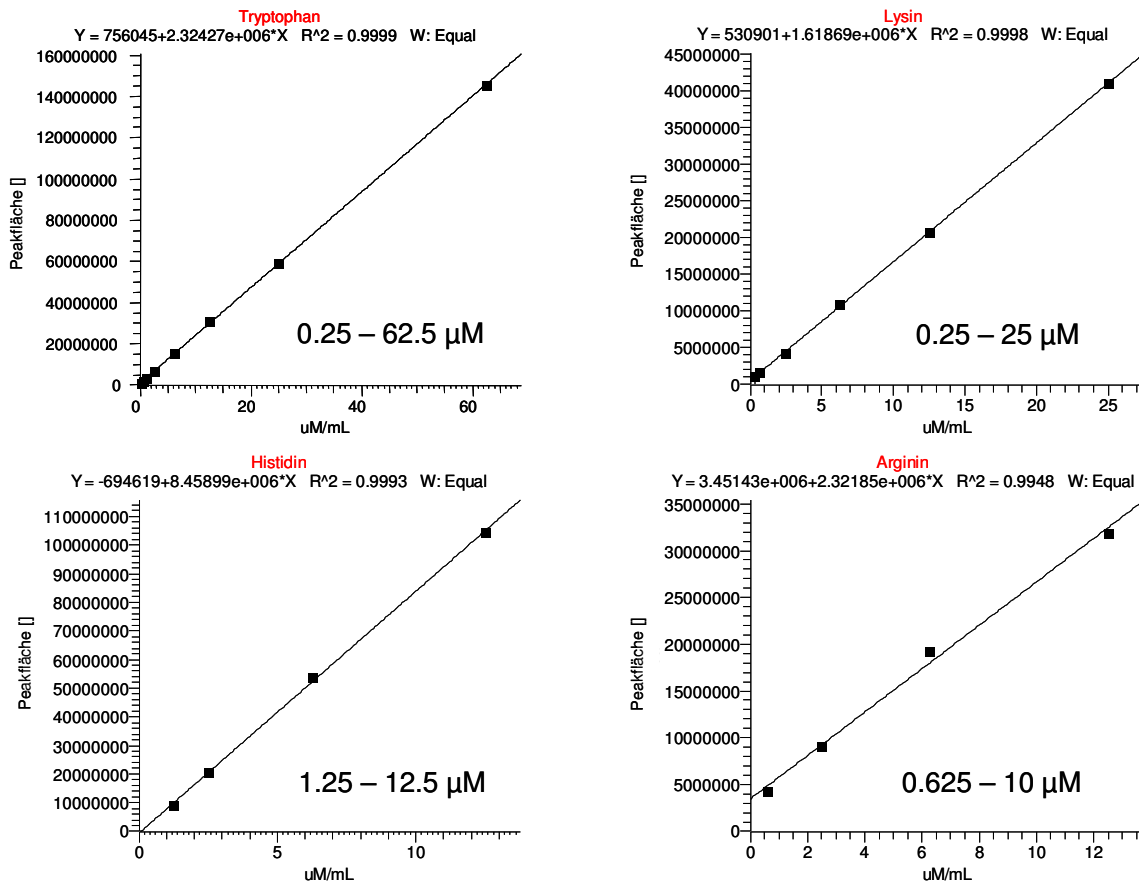 Tryptophan
Y = 756045+2.32427e+006*X R^2 = 0.9999 W: Equal
160000000
140000000
120000000
100000000
80000000
60000000
40000000
20000000
0
Peakfläche []
0.25 – 62.5 µM
0 20 40 60
uM/mL
Lysin
Y = 530901+1.61869e+006*X R^2 = 0.9998 W: Equal
45000000
40000000
35000000
30000000
25000000
20000000
15000000
10000000
5000000
0
Peakfläche []
0.25 – 25 µM
0 5 10 15 20 25
uM/mL
Histidin
Y = -694619+8.45899e+006*X R^2 = 0.9993 W: Equal
110000000
100000000
90000000
80000000
70000000
60000000
50000000
40000000
30000000
20000000
10000000
0
Peakfläche []
1.25 – 12.5 µM
0 5 10
uM/mL
Arginin
Y = 3.45143e+006+2.32185e+006*X R^2 = 0.9948 W: Equal
35000000
30000000
25000000
20000000
15000000
10000000
5000000
0
Peakfläche []
0.625 – 10 µM
0 2 4 6 8 10 12
uM/mL